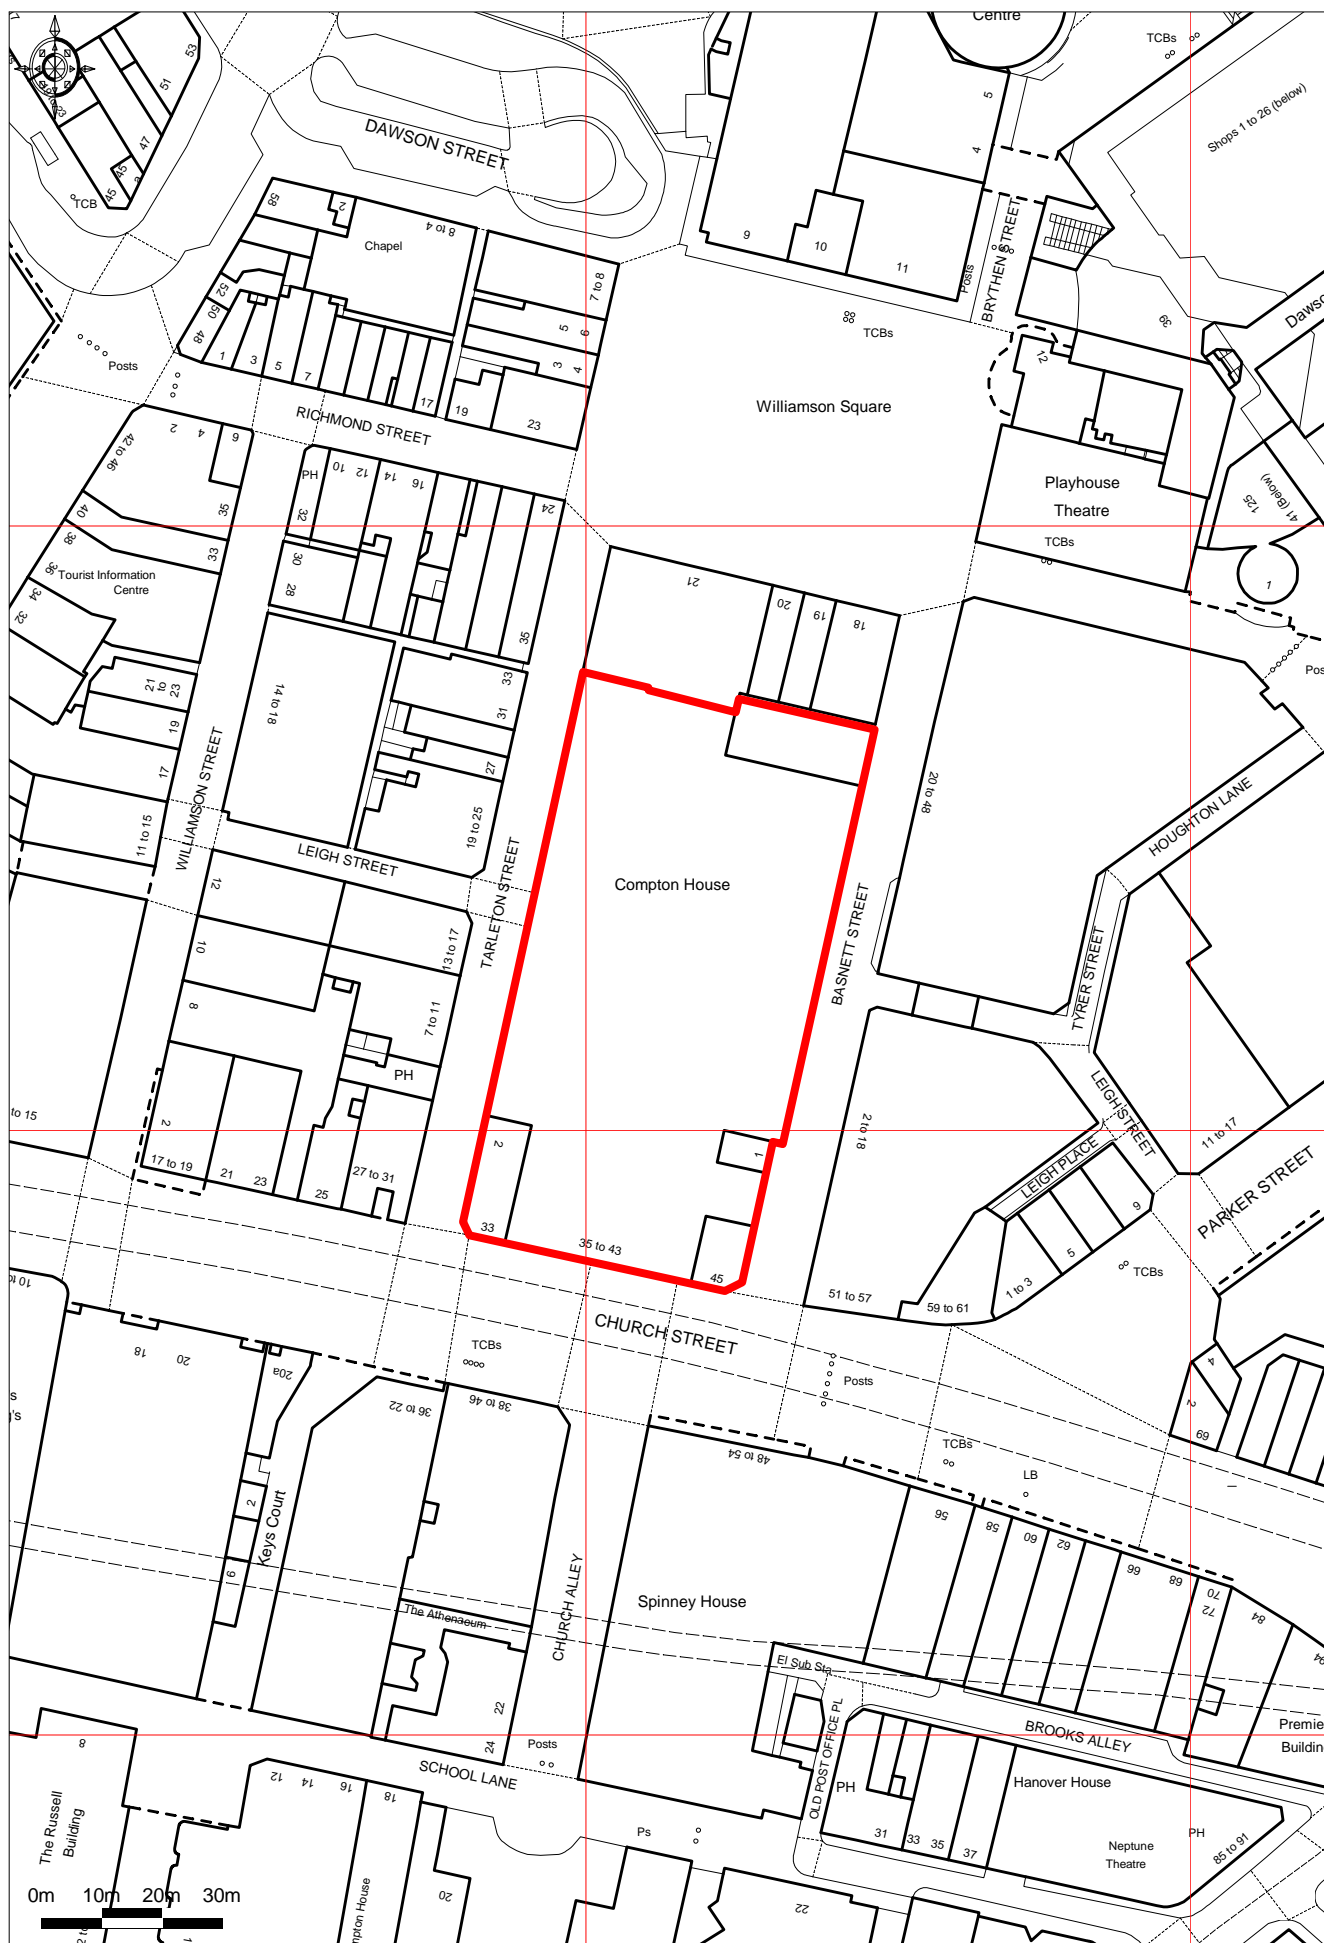 Centre
TCBs
53
51
47
45
45
a
TCB
DAWSON STREET
Shops 1 to 26 (below)
5
4
58
2
8 to 4
Chapel
7 to 8
9
10
11
BRYTHEN STREET
Posts
TCBs
39
52
50
48
1
3
5
7
17
19
23
5
6
3
4
12
Posts
RICHMOND STREET
Williamson Square
Playhouse
Theatre
TCBs
125
41 (Below)
1
42 to 46
2
4
6
35
33
40
38
36
34
32
Tourist Information
Centre
PH
10
12
14
16
32
30
28
24
35
21
20
19
18
21
to
23
19
17
11 to 15
14 to 18
33
31
27
19 to 25
WILLIAMSON STREET
LEIGH STREET
TARLETON STREET
Compton House
BASNETT STREET
20 to 48
HOUGHTON LANE
TYRER STREET
12
10
8
2
13 to 17
7 to 11
PH
17 to 19
21
23
25
27 to 31
to 15
2
33
35 to 43
45
1
2 to 18
LEIGH STREET
LEIGH PLACE
11 to 17
PARKER STREET
9
5
1 to 3
51 to 57
59 to 61
TCBs
CHURCH STREET
18
20
20a
TCBs
36 to 22
38 to 46
Posts
4
2
69
48 to 54
TCBs
LB
56
58
60
62
66
68
70
72
84
94
Keys Court
2
6
CHURCH ALLEY
The Athenaeum
Spinney House
El Sub Sta
22
24
Posts
OLD POST OFFICE PL
BROOKS ALLEY
SCHOOL LANE
PH
Hanover House
31
33
35
37
Neptune
Theatre
PH
85 to 91
8
12
14
16
18
The Russell
Building
Ps
20
22
0m 10m 20m 30m